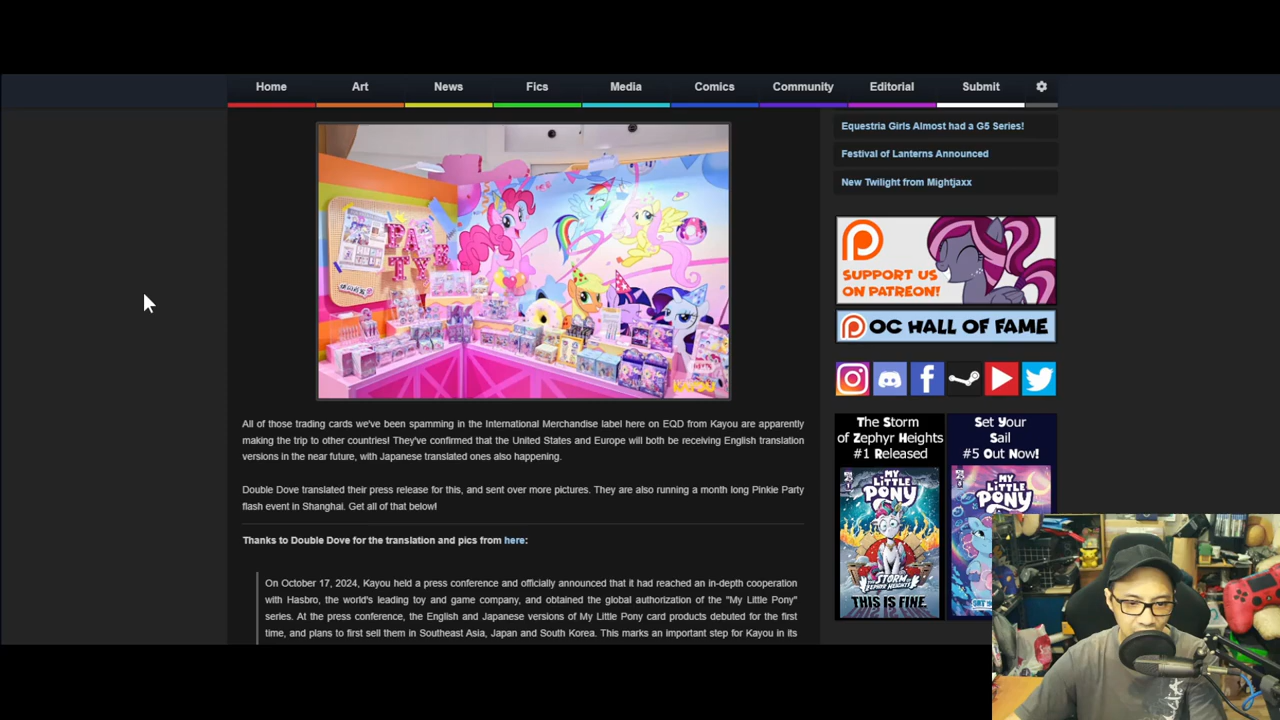 Home
Art
News
Fics
Media
Comics
Community
Editorial
Submit
Equestria Girls Almost had a G5 Series!
Festival of Lanterns Announced
New Twilight from Mightjaxx
PARTY
SUPPORT US
ON PATREON!
OC HALL OF FAME
The Storm
of Zephyr Heights
#1 Released
Set Your
Sail
#5 Out Now!
MY LITTLE PONY
THE STORM OF ZEPHYR HEIGHTS
THIS IS FINE.
MY LITTLE PONY
All of those trading cards we've been spamming in the International Merchandise label here on EQD from Kayou are apparently
making the trip to other countries! They've confirmed that the United States and Europe will both be receiving English translation
versions in the near future, with Japanese translated ones also happening.
Double Dove translated their press release for this, and sent over more pictures. They are also running a month long Pinkie Party
flash event in Shanghai. Get all of that below!
Thanks to Double Dove for the translation and pics from here:
On October 17, 2024, Kayou held a press conference and officially announced that it had reached an in-depth cooperation
with Hasbro, the world's leading toy and game company, and obtained the global authorization of the "My Little Pony"
series. At the press conference, the English and Japanese versions of My Little Pony card products debuted for the first
time, and plans to first sell them in Southeast Asia, Japan and South Korea. This marks an important step for Kayou in its